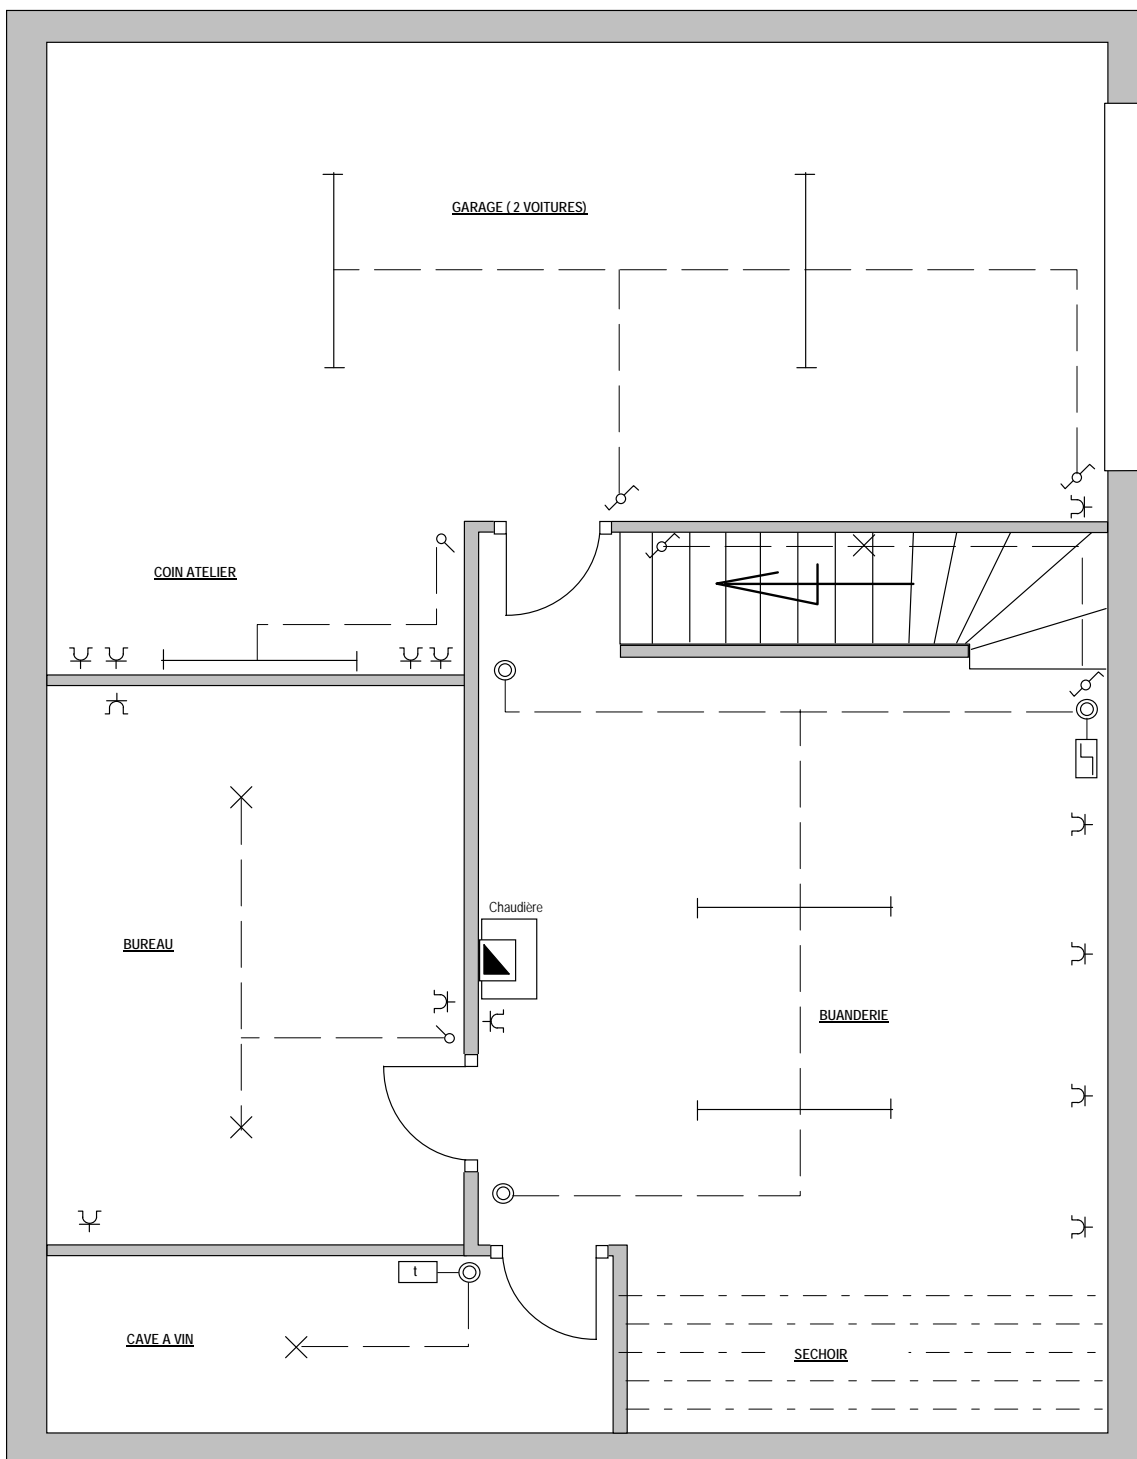 GARAGE ( 2 VOITURES)
COIN ATELIER
Chaudière
BUREAU
BUANDERIE
t
CAVE A VIN
SECHOIR